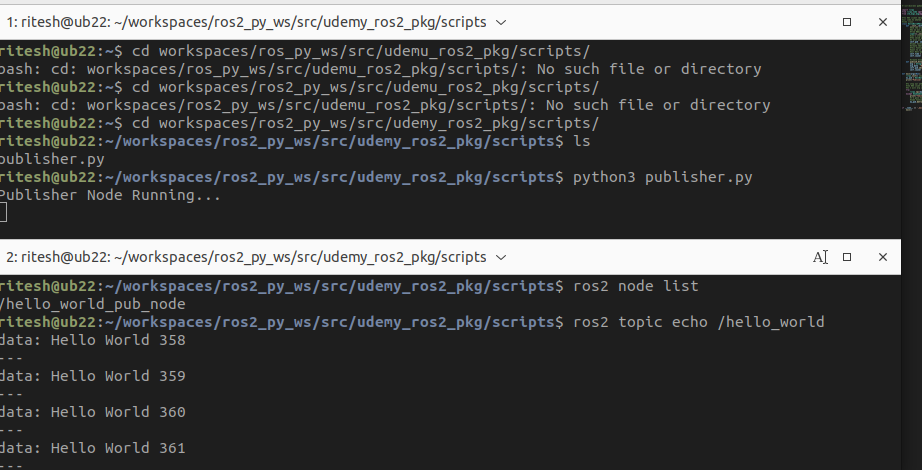 1: ritesh@ub22: ~/workspaces/ros2_py_ws/src/udemy_ros2_pkg/scripts
ritesh@ub22:~$ cd workspaces/ros_py_ws/src/udemu_ros2_pkg/scripts/
bash: cd: workspaces/ros_py_ws/src/udemu_ros2_pkg/scripts/: No such file or directory
ritesh@ub22:~$ cd workspaces/ros2_py_ws/src/udemu_ros2_pkg/scripts/
bash: cd: workspaces/ros2_py_ws/src/udemu_ros2_pkg/scripts/: No such file or directory
ritesh@ub22:~$ cd workspaces/ros2_py_ws/src/udemy_ros2_pkg/scripts/
ritesh@ub22:~/workspaces/ros2_py_ws/src/udemy_ros2_pkg/scripts$ ls
publisher.py
ritesh@ub22:~/workspaces/ros2_py_ws/src/udemy_ros2_pkg/scripts$ python3 publisher.py
Publisher Node Running...
2: ritesh@ub22: ~/workspaces/ros2_py_ws/src/udemy_ros2_pkg/scripts
ritesh@ub22:~/workspaces/ros2_py_ws/src/udemy_ros2_pkg/scripts$ ros2 node list
/hello_world_pub_node
ritesh@ub22:~/workspaces/ros2_py_ws/src/udemy_ros2_pkg/scripts$ ros2 topic echo /hello_world
data: Hello World 358
---
data: Hello World 359
---
data: Hello World 360
---
data: Hello World 361
---